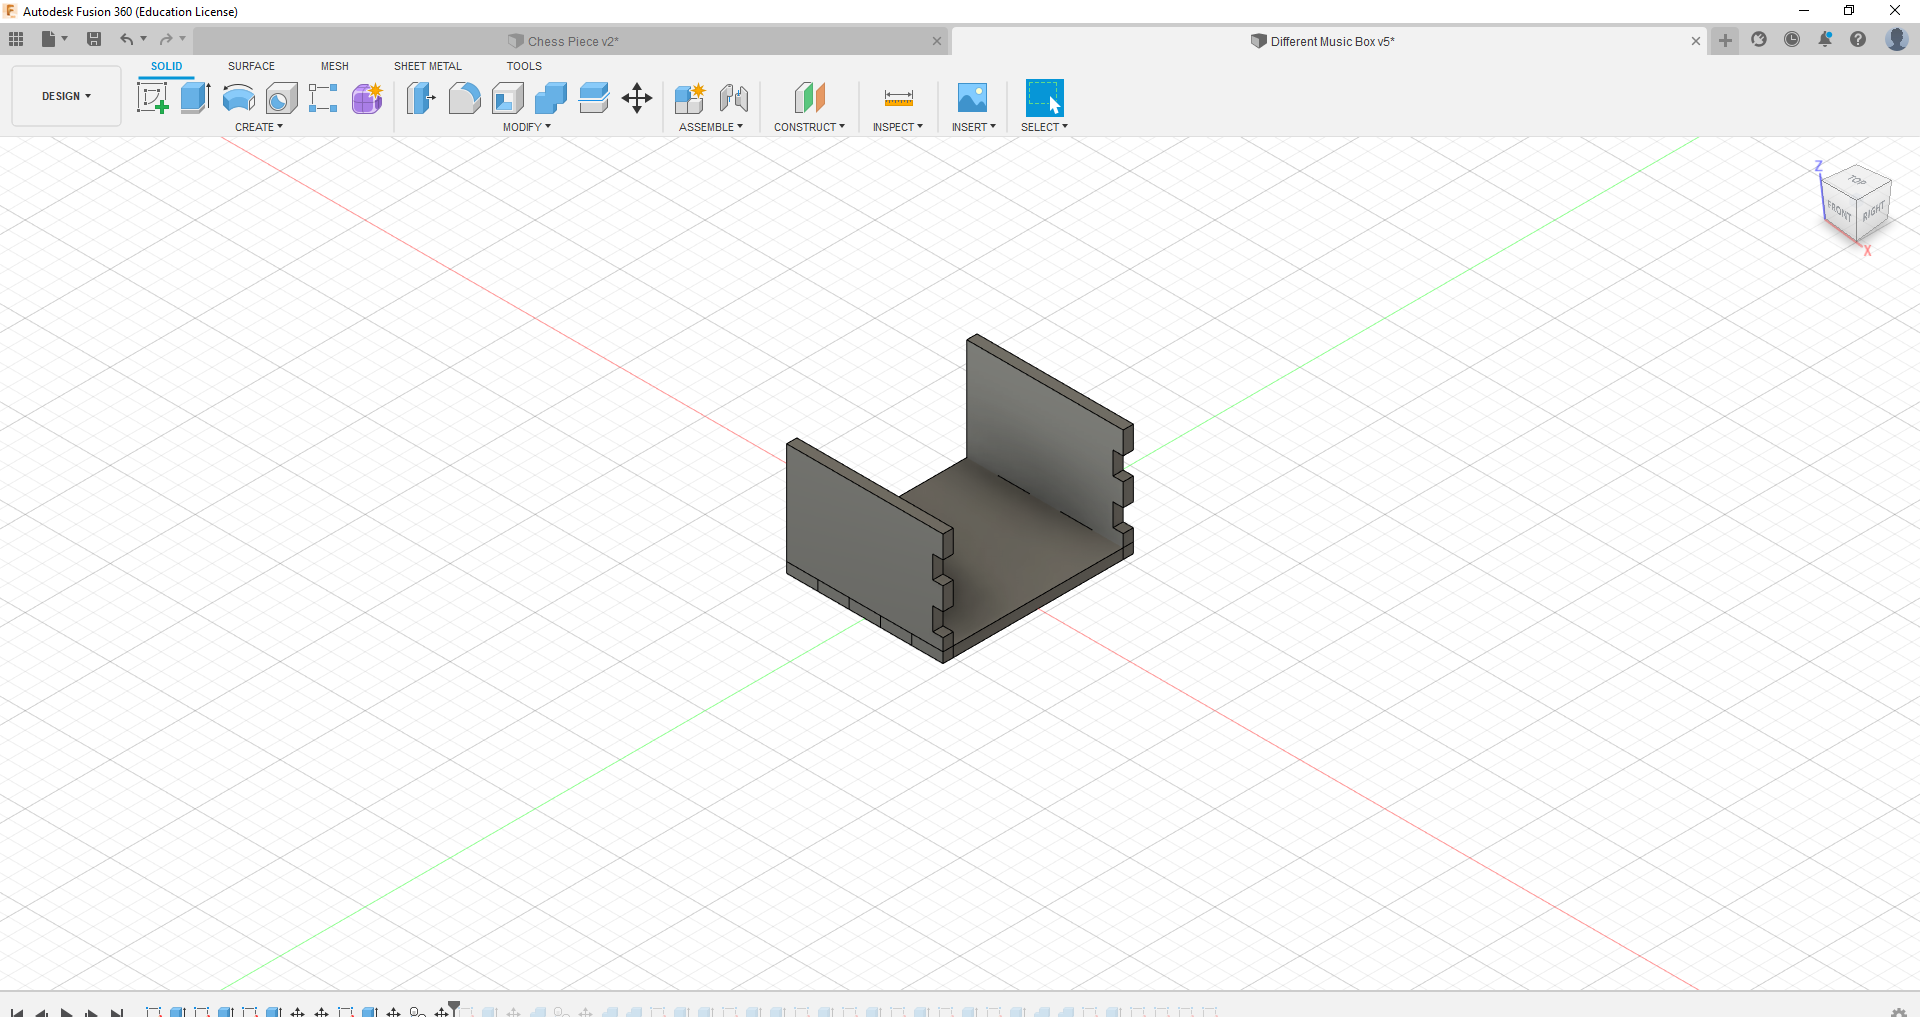 Autodesk Fusion 360 (Education License)
Chess Piece v2*
Different Music Box v5*
SOLID
SURFACE
MESH
SHEET METAL
TOOLS
DESIGN
CREATE
MODIFY
ASSEMBLE
CONSTRUCT
INSPECT
INSERT
SELECT
Z
TOP
FRONT
RIGHT
X